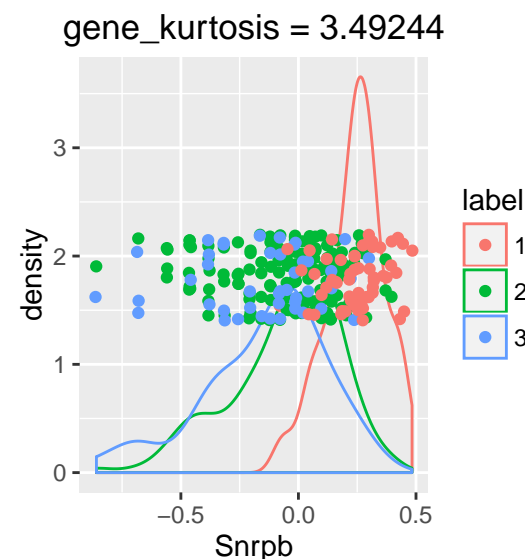 gene_kurtosis = 3.49244
density
3
2
1
0
−0.5
0.0
0.5
Snrpb
label
1
2
3